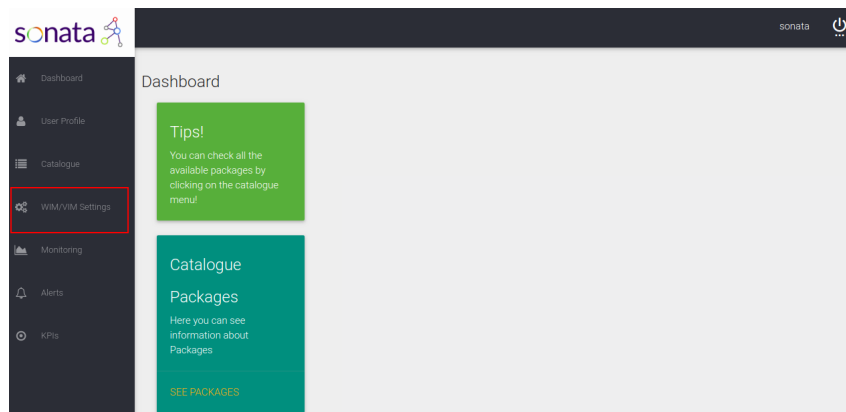 sonata
sonata
Dashboard
User Profile
Catalogue
WIM/VIM Settings
Monitoring
Alerts
KPIs
Dashboard
Tips!
You can check all the
available packages by
clicking on the catalogue
menu!
Catalogue
Packages
Here you can see
information about
Packages
SEE PACKAGES